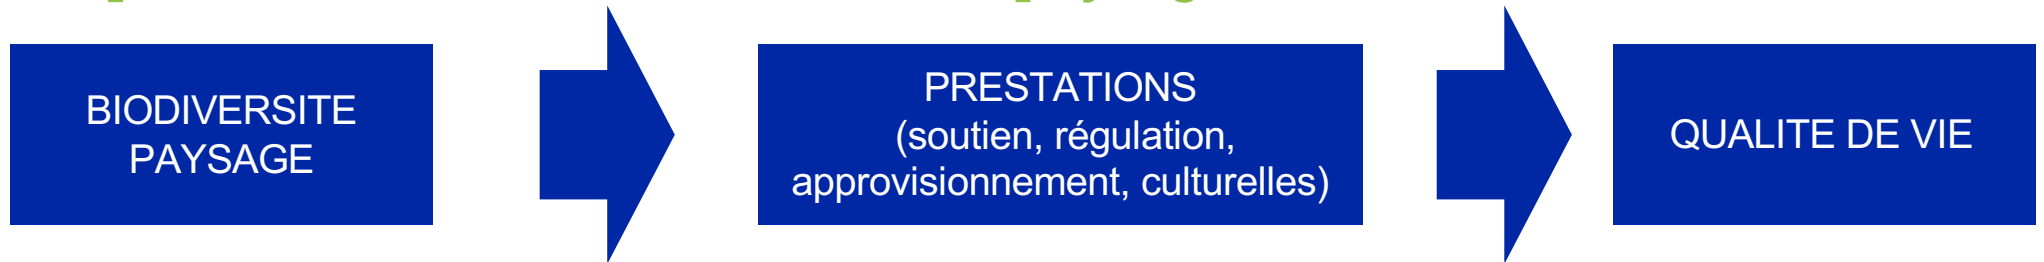 BIODIVERSITE
PAYSAGE
PRESTATIONS
(soutien, régulation,
approvisionnement, culturelles)
QUALITE DE VIE